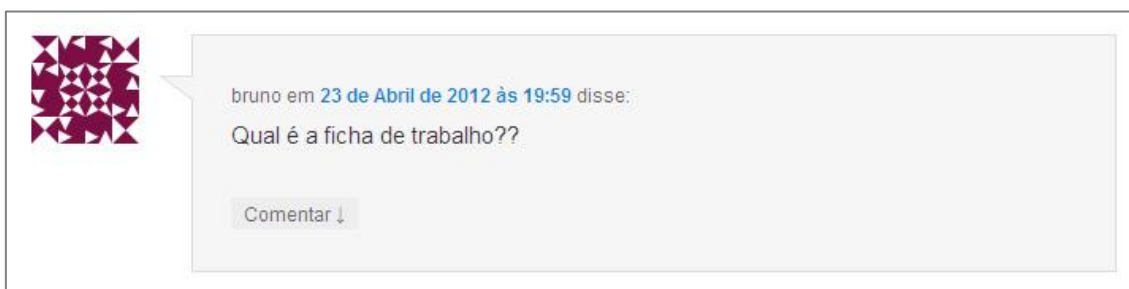 bruno em 23 de Abril de 2012 às 19:59 disse:
Qual é a ficha de trabalho??
Comentar ↓